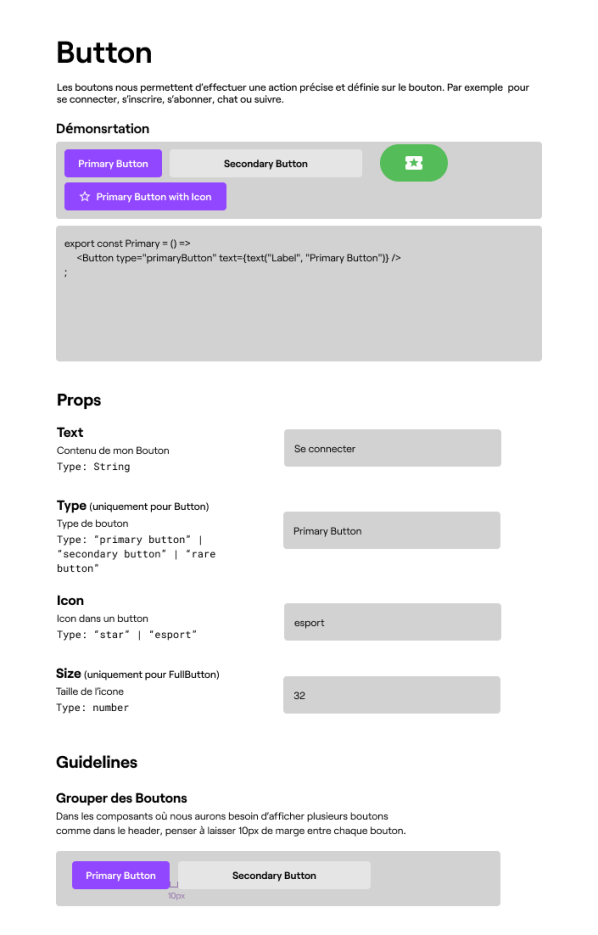 Button
Les boutons nous permettent d'effectuer une action précise et définie sur le bouton. Par exemple pour
se connecter, s'inscrire, s'abonner, chat ou suivre.
Démonsrtation
Primary Button
Secondary Button
Primary Button with Icon
export const Primary = () =>
<Button type="primaryButton" text={text("Label", "Primary Button")} />
;
Props
Text
Contenu de mon Bouton
Type: String
Se connecter
Type (uniquement pour Button)
Type de bouton
Type: "primary button" |
"secondary button" | "rare
button"
Primary Button
Icon
Icon dans un button
Type: "star" | "esport"
esport
Size (uniquement pour FullButton)
Taille de l'icone
Type: number
32
Guidelines
Grouper des Boutons
Dans les composants où nous aurons besoin d'afficher plusieurs boutons
comme dans le header, penser à laisser 10px de marge entre chaque bouton.
Primary Button
Secondary Button
10px